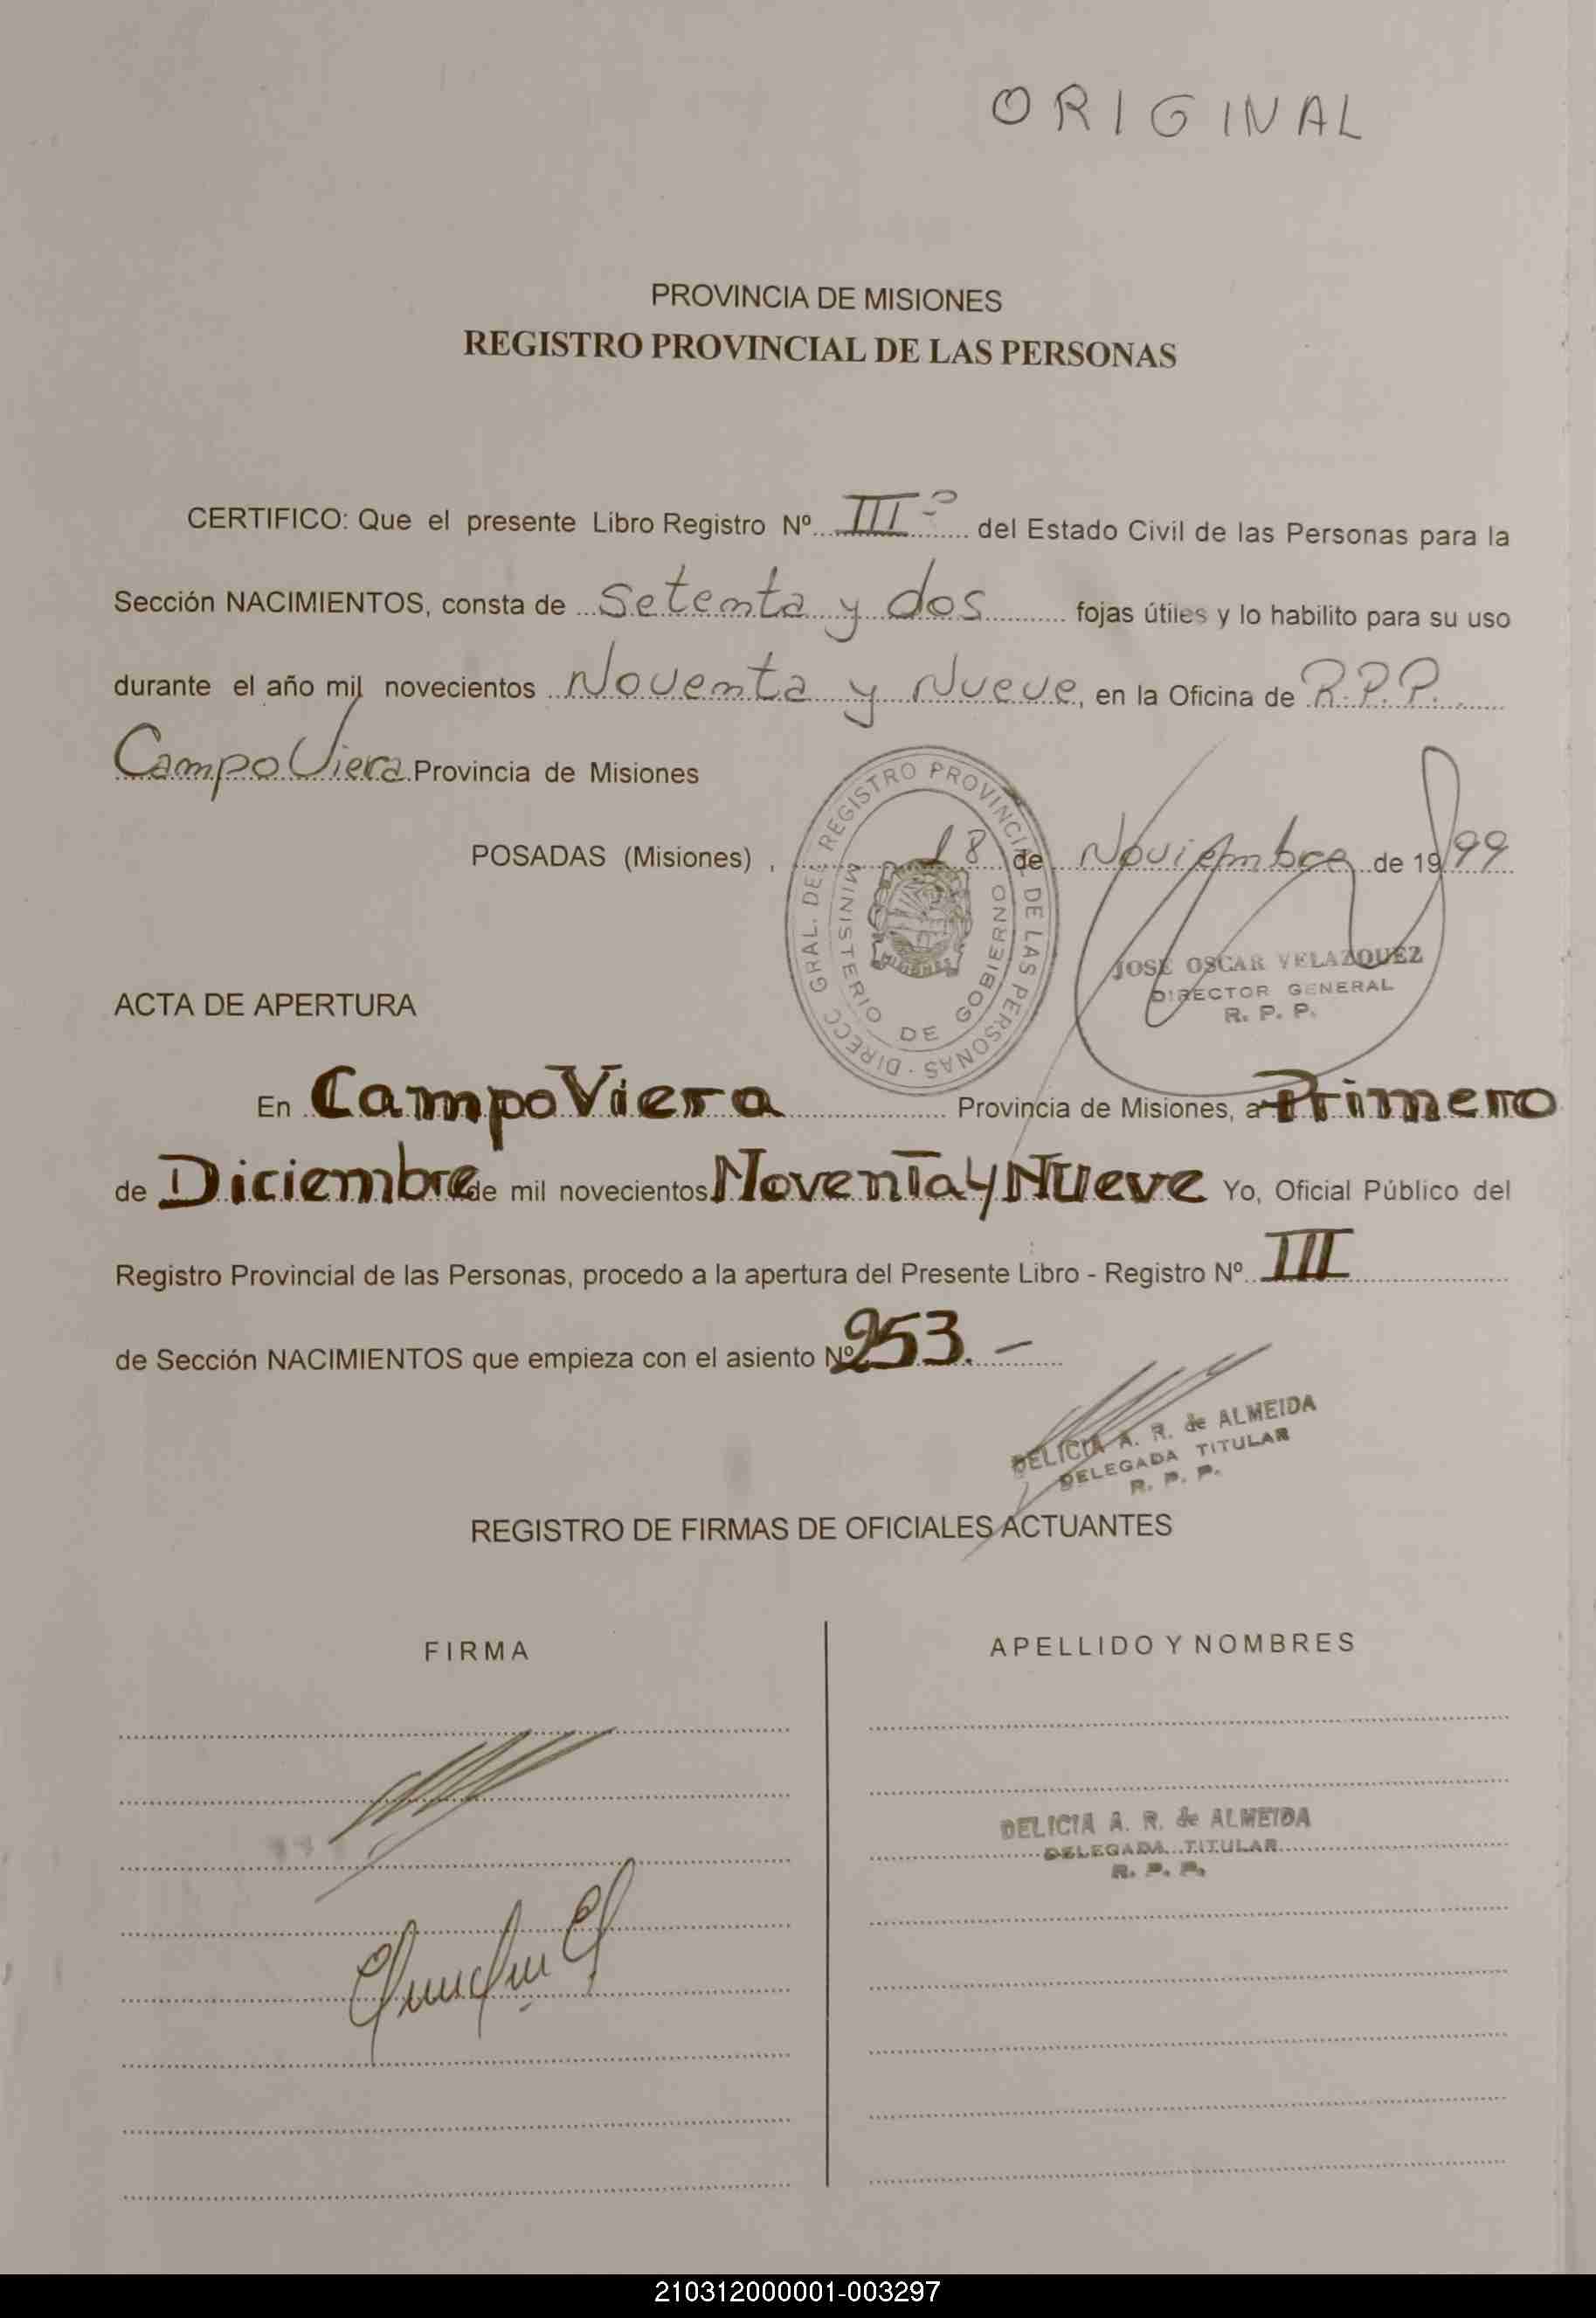 ORIGINAL
PROVINCIA DE MISIONES
REGISTRO PROVINCIAL DE LAS PERSONAS
CERTIFICO: Que el presente Libro Registro Nº III º del Estado Civil de las Personas para la
Sección NACIMIENTOS, consta de setenta y dos fojas útiles y lo habilito para su uso
durante el año mil novecientos Noventa y Nueve, en la Oficina de R.P.P.
Campo Viera Provincia de Misiones
POSADAS (Misiones), 18 de Noviembre de 1999
DIRECC. GRAL. DEL REGISTRO PROVINCIAL DE LAS PERSONAS
MINISTERIO DE GOBIERNO
MISIONES
JOSE OSCAR VELAZQUEZ
DIRECTOR GENERAL
R. P. P.
ACTA DE APERTURA
En Campo Viera Provincia de Misiones, a Primero
de Diciembre de mil novecientos Noventa y Nueve Yo, Oficial Público del
Registro Provincial de las Personas, procedo a la apertura del Presente Libro - Registro Nº III
de Sección NACIMIENTOS que empieza con el asiento Nº 253. —
DELICIA A. R. de ALMEIDA
DELEGADA TITULAR
R. P. P.
REGISTRO DE FIRMAS DE OFICIALES ACTUANTES
FIRMA APELLIDO Y NOMBRES
DELICIA A. R. de ALMEIDA
DELEGADA TITULAR
R. P. P.
210312000001-003297